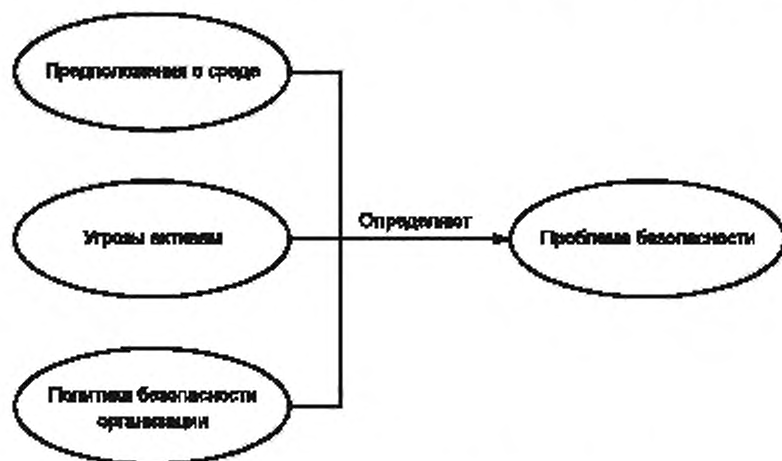 Предположения о среде
Угрозы активам
Определяют
Проблема безопасности
Политика безопасности
организации